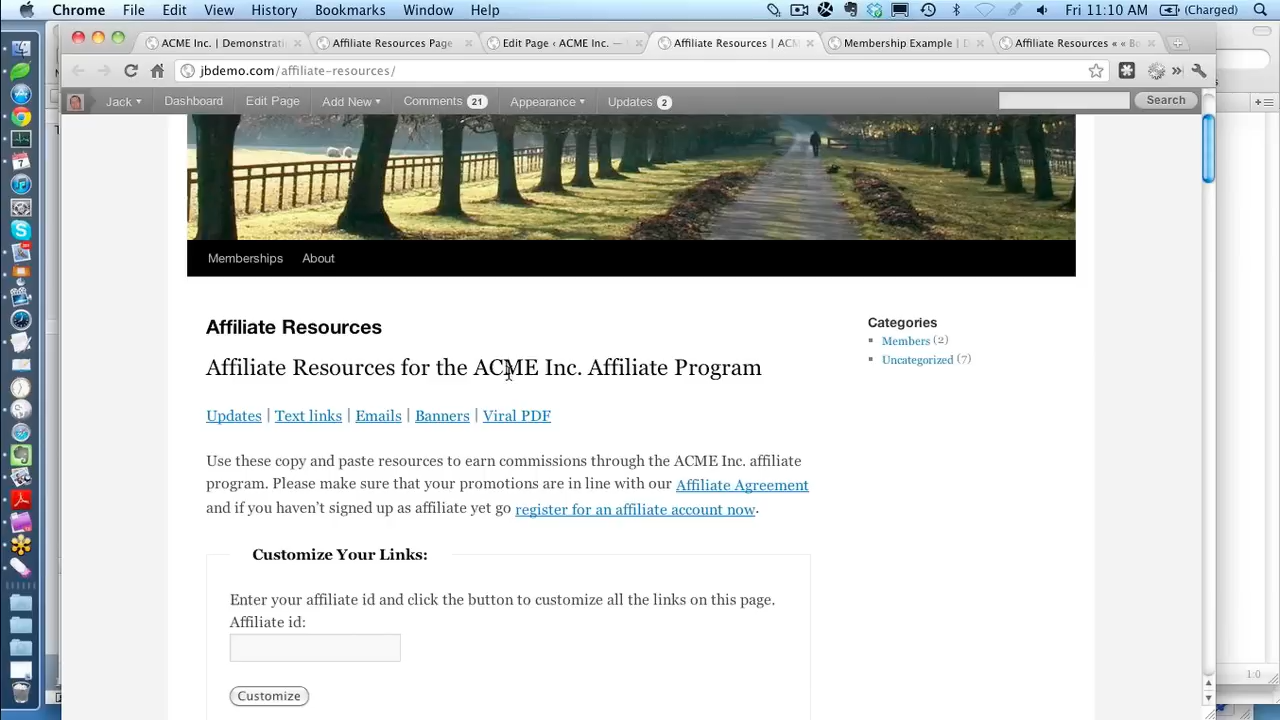 Chrome File Edit View History Bookmarks Window Help Fri 11:10 AM (Charged)
ACME Inc. | Demonstrati Affiliate Resources Page Edit Page ‹ ACME Inc. — Affiliate Resources | ACM Membership Example | D Affiliate Resources « ‹ Bo
jbdemo.com/affiliate-resources/
Jack Dashboard Edit Page Add New Comments 21 Appearance Updates 2 Search
Memberships About
Affiliate Resources
Categories
Members (2)
Uncategorized (7)
Affiliate Resources for the ACME Inc. Affiliate Program
Updates | Text links | Emails | Banners | Viral PDF
Use these copy and paste resources to earn commissions through the ACME Inc. affiliate
program. Please make sure that your promotions are in line with our Affiliate Agreement
and if you haven't signed up as affiliate yet go register for an affiliate account now.
Customize Your Links:
Enter your affiliate id and click the button to customize all the links on this page.
Affiliate id:
Customize
1:0